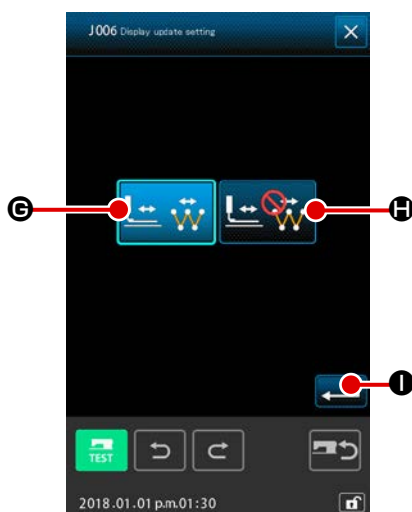 J006 Display update setting
G
H
I
TEST
2018.01.01 p.m.01:30